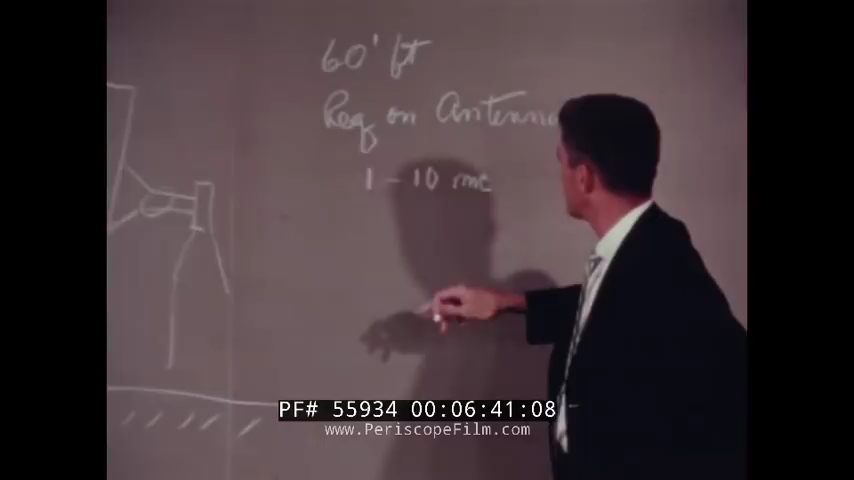 60' ft
Req on Antenna
1 - 10 mc
PF# 55934 00:06:41:08
www.PeriscopeFilm.com